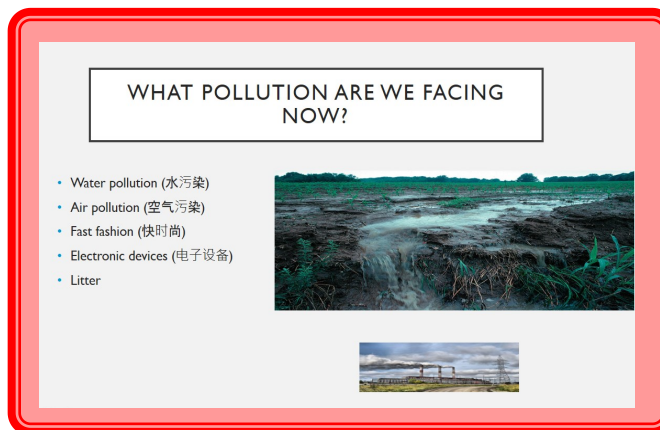 WHAT POLLUTION ARE WE FACING
NOW?
• Water pollution (水污染)
• Air pollution (空气污染)
• Fast fashion (快时尚)
• Electronic devices (电子设备)
• Litter